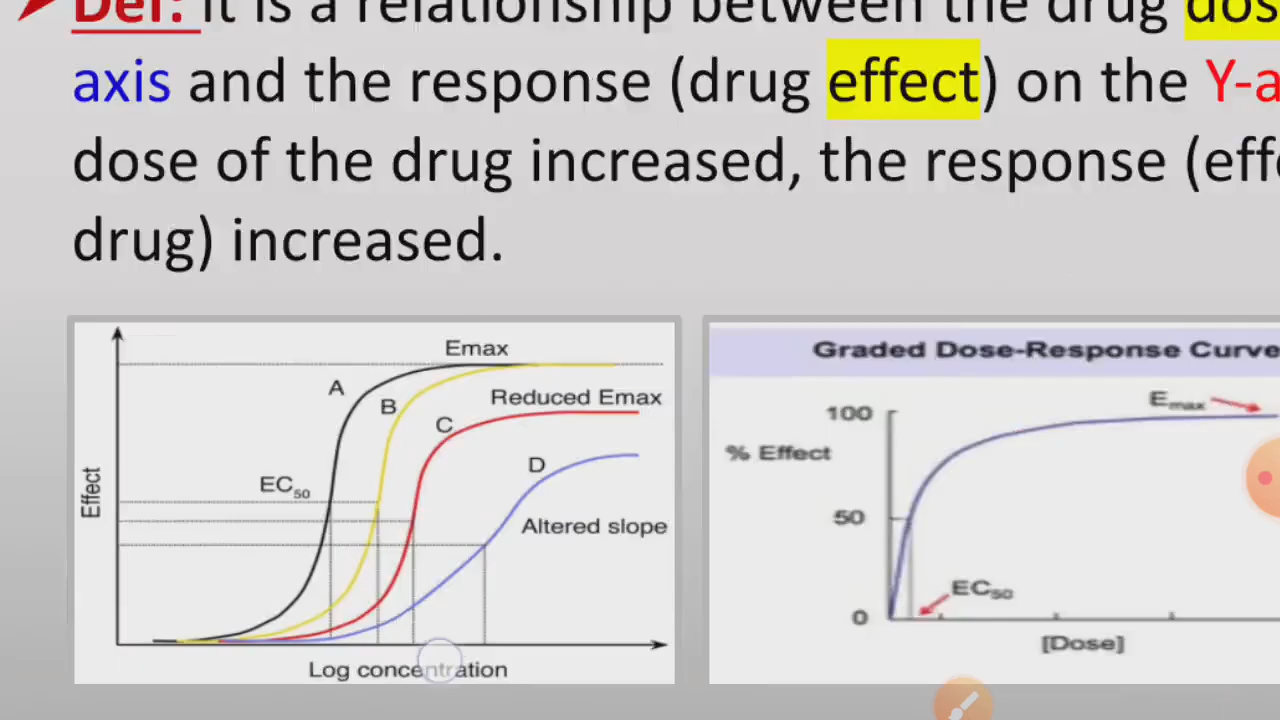 Def: it is a relationship between the drug
axis and the response (drug effect) on the
dose of the drug increased, the response
drug) increased.
Emax
A
B
Reduced Emax
C
D
EC50
Altered slope
Effect
Log concentration
Graded Dose-Response Curve
Emax
100
% Effect
50
EC50
0
[Dose]